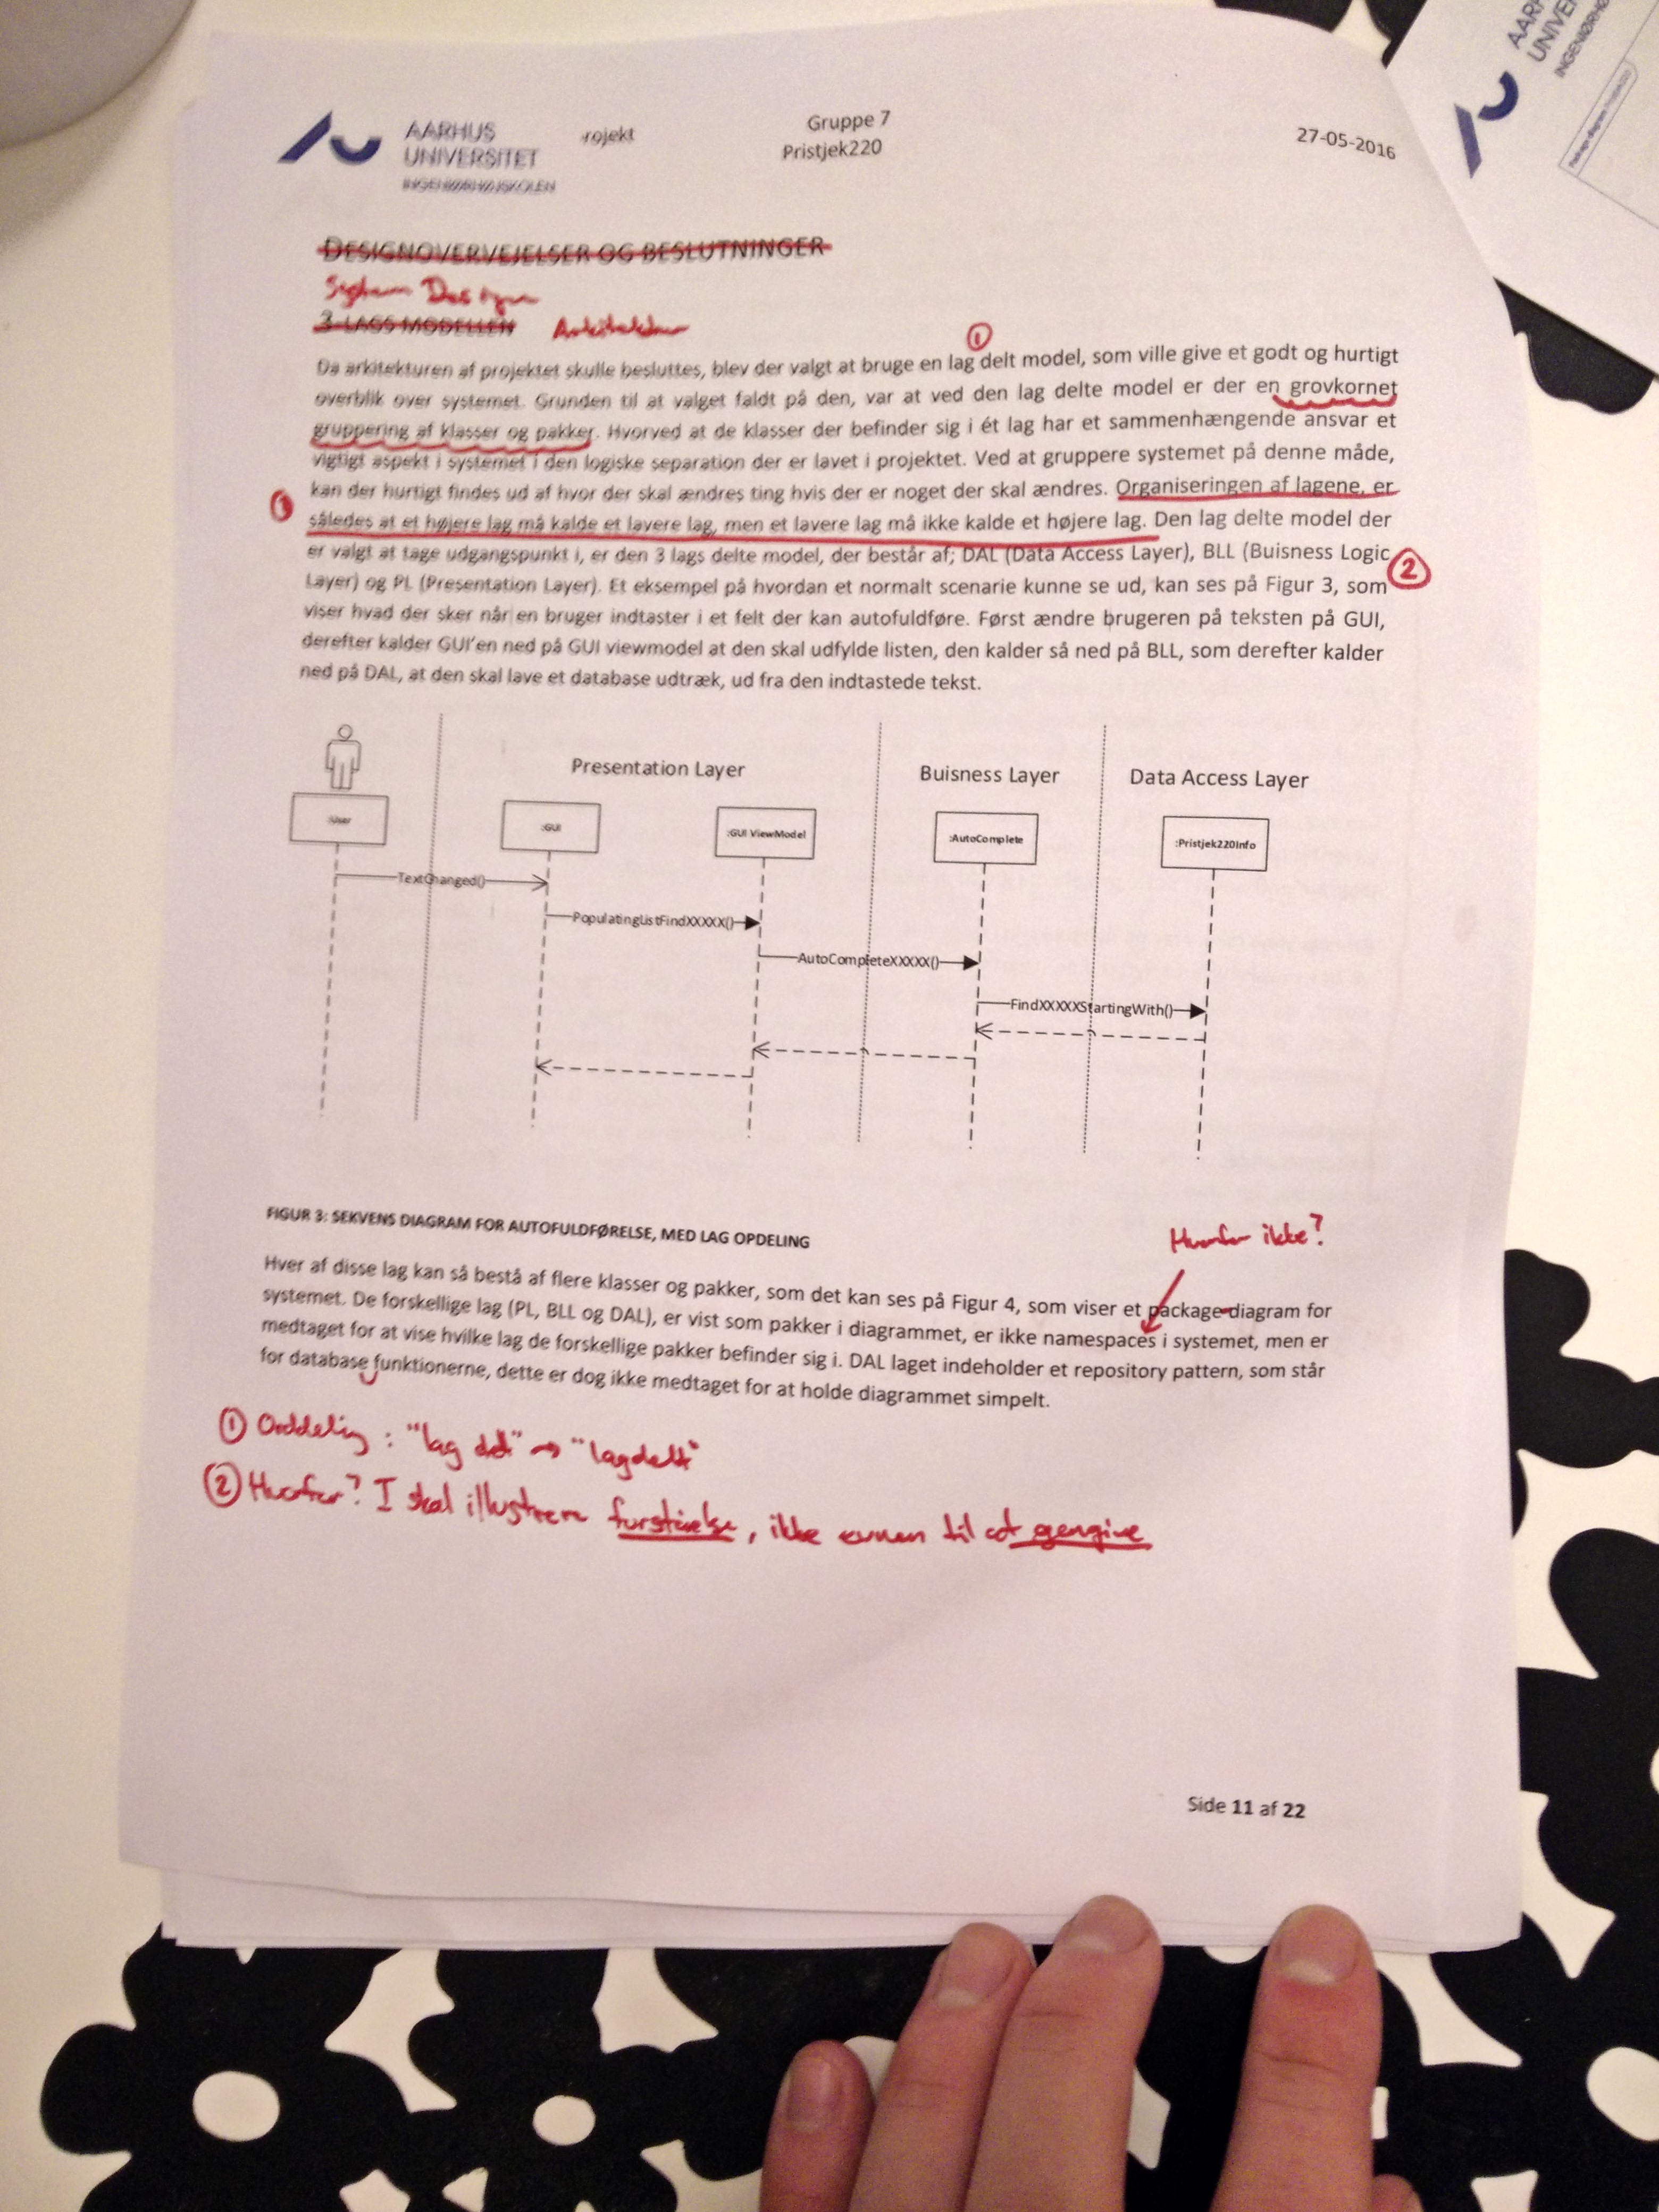 AARHUS
UNIVERSITET
INGENIØRHØJSKOLEN
rojekt
Gruppe 7
Pristjek220
27-05-2016
DESIGNOVERVEJELSER OG BESLUTNINGER
System Design
3-LAGS MODELLEN Arkitektur
①
Da arkitekturen af projektet skulle besluttes, blev der valgt at bruge en lag delt model, som ville give et godt og hurtigt
overblik over systemet. Grunden til at valget faldt på den, var at ved den lag delte model er der en grovkornet
gruppering af klasser og pakker. Hvorved at de klasser der befinder sig i ét lag har et sammenhængende ansvar et
vigtigt aspekt i systemet i den logiske separation der er lavet i projektet. Ved at gruppere systemet på denne måde,
kan der hurtigt findes ud af hvor der skal ændres ting hvis der er noget der skal ændres. Organiseringen af lagene, er
således at et højere lag må kalde et lavere lag, men et lavere lag må ikke kalde et højere lag. Den lag delte model der
er valgt at tage udgangspunkt i, er den 3 lags delte model, der består af; DAL (Data Access Layer), BLL (Buisness Logic
②
Layer) og PL (Presentation Layer). Et eksempel på hvordan et normalt scenarie kunne se ud, kan ses på Figur 3, som
viser hvad der sker når en bruger indtaster i et felt der kan autofuldføre. Først ændre brugeren på teksten på GUI,
derefter kalder GUI'en ned på GUI viewmodel at den skal udfylde listen, den kalder så ned på BLL, som derefter kalder
ned på DAL, at den skal lave et database udtræk, ud fra den indtastede tekst.
Presentation Layer
Buisness Layer
Data Access Layer
:User
:GUI
:GUI ViewModel
:AutoComplete
:Pristjek220Info
TextChanged()
PopulatingListFindXXXXX()
AutoCompleteXXXXX()
FindXXXXXStartingWith()
FIGUR 3: SEKVENS DIAGRAM FOR AUTOFULDFØRELSE, MED LAG OPDELING
Hvorfor ikke?
Hver af disse lag kan så bestå af flere klasser og pakker, som det kan ses på Figur 4, som viser et package-diagram for
systemet. De forskellige lag (PL, BLL og DAL), er vist som pakker i diagrammet, er ikke namespaces i systemet, men er
medtaget for at vise hvilke lag de forskellige pakker befinder sig i. DAL laget indeholder et repository pattern, som står
for database funktionerne, dette er dog ikke medtaget for at holde diagrammet simpelt.
① Orddeling: "lag delt" → "lagdelt"
② Hvorfor? I skal illustrere forståelse, ikke evnen til at gengive
Side 11 af 22
AARH
UNIVER
INGENIØRHØ